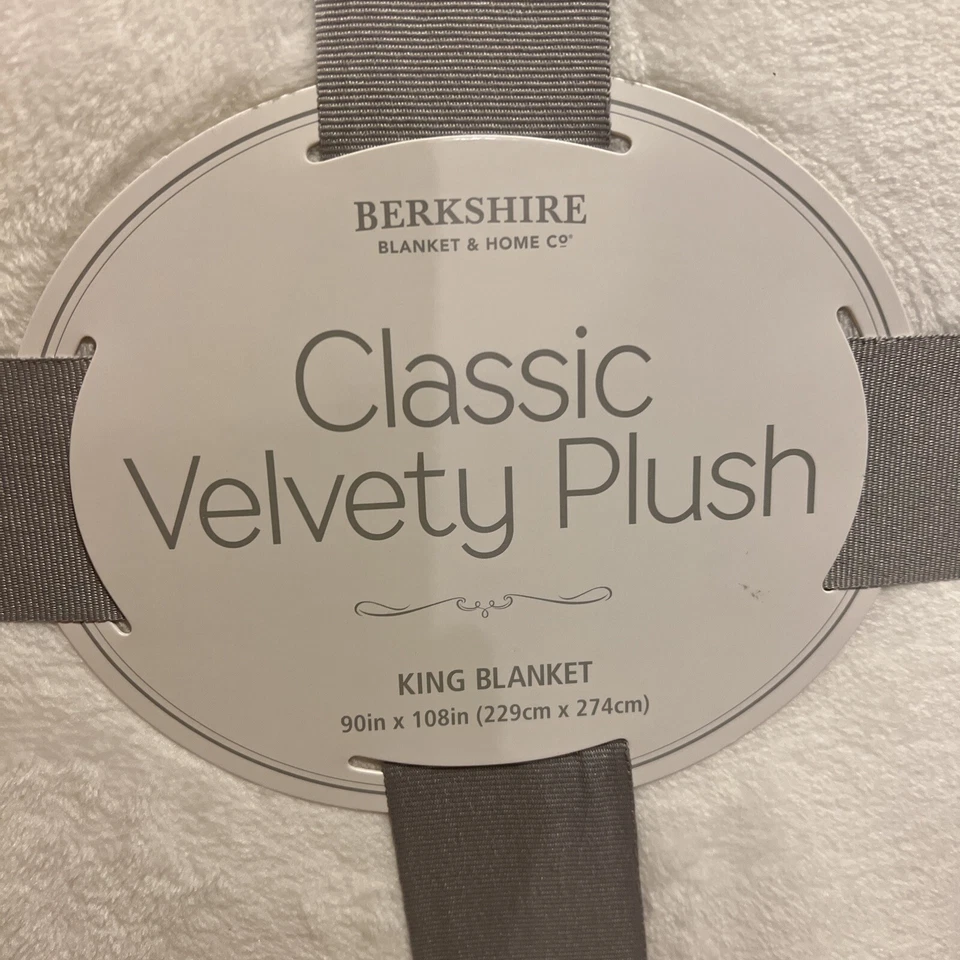 BERKSHIRE
BLANKET & HOME Cº
Classic
Velvety Plush
KING BLANKET
90in x 108in (229cm x 274cm)